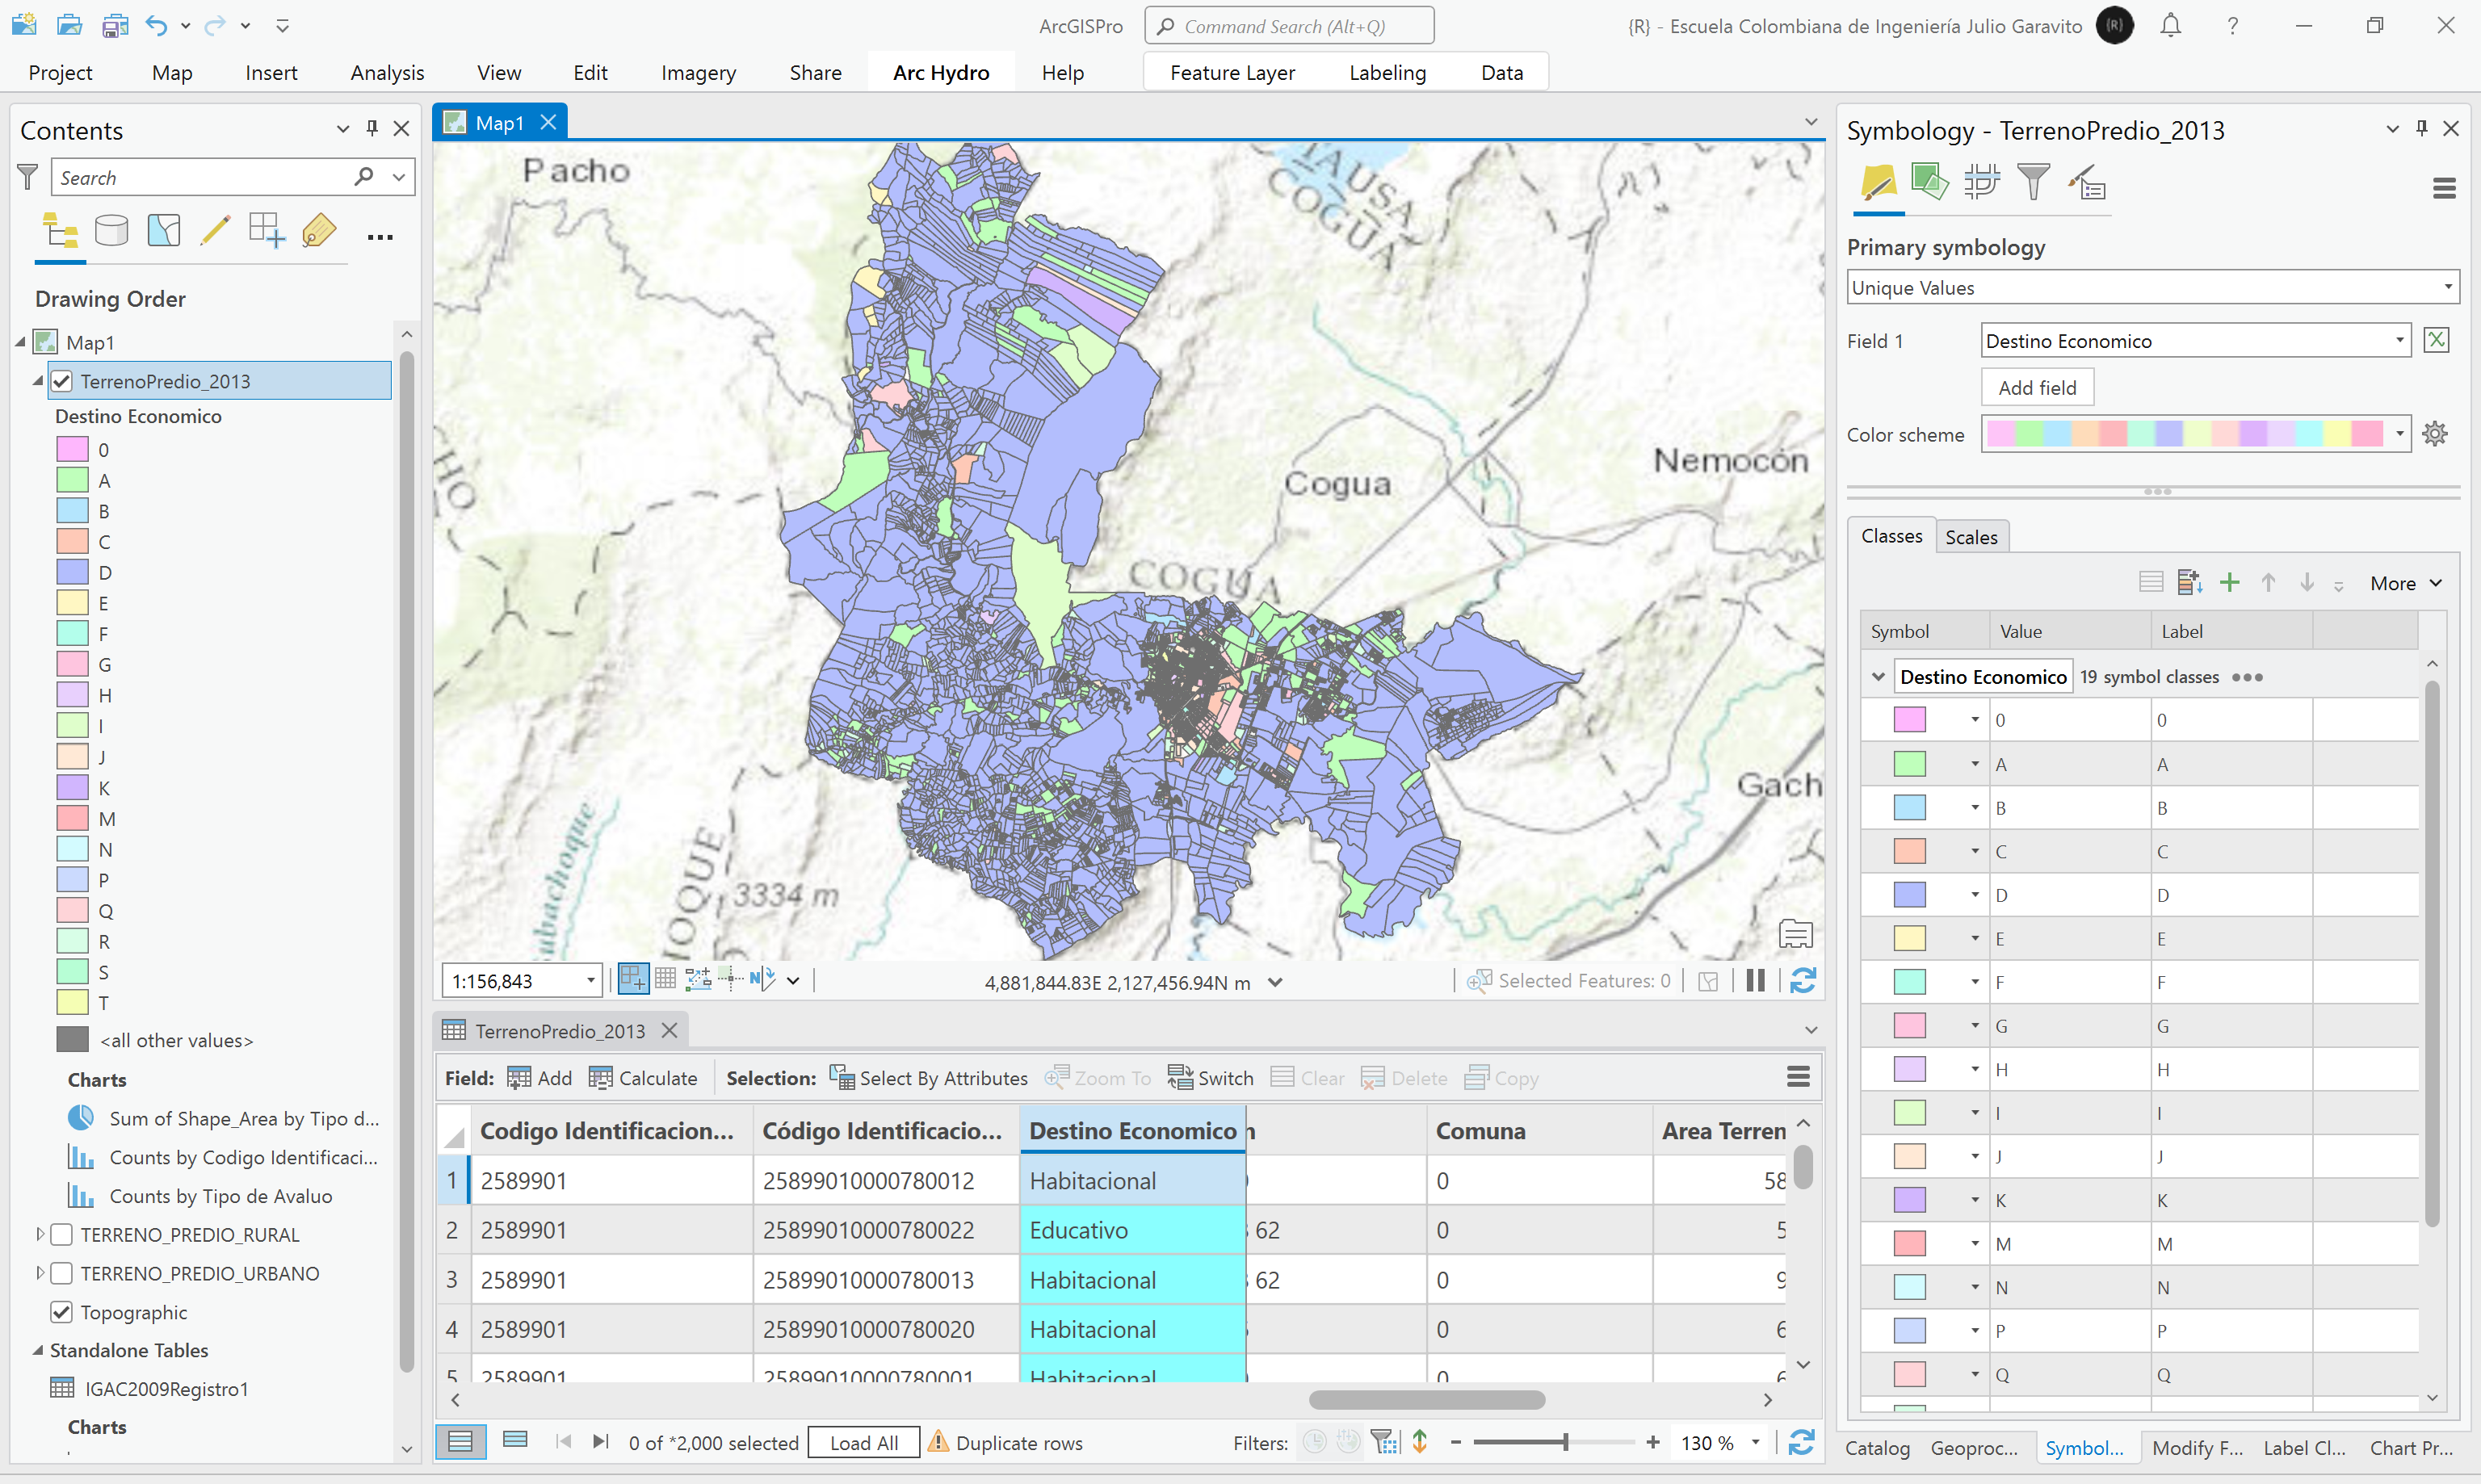 ArcGISPro
Command Search (Alt+Q)
{R} - Escuela Colombiana de Ingeniería Julio Garavito
{R}
?
Project Map Insert Analysis View Edit Imagery Share Arc Hydro Help Feature Layer Labeling Data
Contents
Search
Drawing Order
Map1
TerrenoPredio_2013
Destino Economico
0
A
B
C
D
E
F
G
H
I
J
K
M
N
P
Q
R
S
T
<all other values>
Charts
Sum of Shape_Area by Tipo d...
Counts by Codigo Identificaci...
Counts by Tipo de Avaluo
TERRENO_PREDIO_RURAL
TERRENO_PREDIO_URBANO
Topographic
Standalone Tables
IGAC2009Registro1
Charts
Map1
Pacho
TAUSA
COGUA
Nemocón
Cogua
COGUA
Gach
3334 m
1:156,843
4,881,844.83E 2,127,456.94N m
Selected Features: 0
TerrenoPredio_2013
Field: Add Calculate Selection: Select By Attributes Zoom To Switch Clear Delete Copy
Codigo Identificacion... Código Identificacio... Destino Economico Comuna Area Terren
1 2589901 25899010000780012 Habitacional 0 58
2 2589901 25899010000780022 Educativo 62 0 5
3 2589901 25899010000780013 Habitacional 62 0 9
4 2589901 25899010000780020 Habitacional 0 6
5 2589901 25899010000780001 Habitacional 0 6
0 of *2,000 selected Load All Duplicate rows Filters: - + 130 %
Symbology - TerrenoPredio_2013
Primary symbology
Unique Values
Field 1 Destino Economico
Add field
Color scheme
Classes Scales
More
Symbol Value Label
Destino Economico 19 symbol classes
0 0
A A
B B
C C
D D
E E
F F
G G
H H
I I
J J
K K
M M
N N
P P
Q Q
Catalog Geoproc... Symbol... Modify F... Label Cl... Chart Pr...